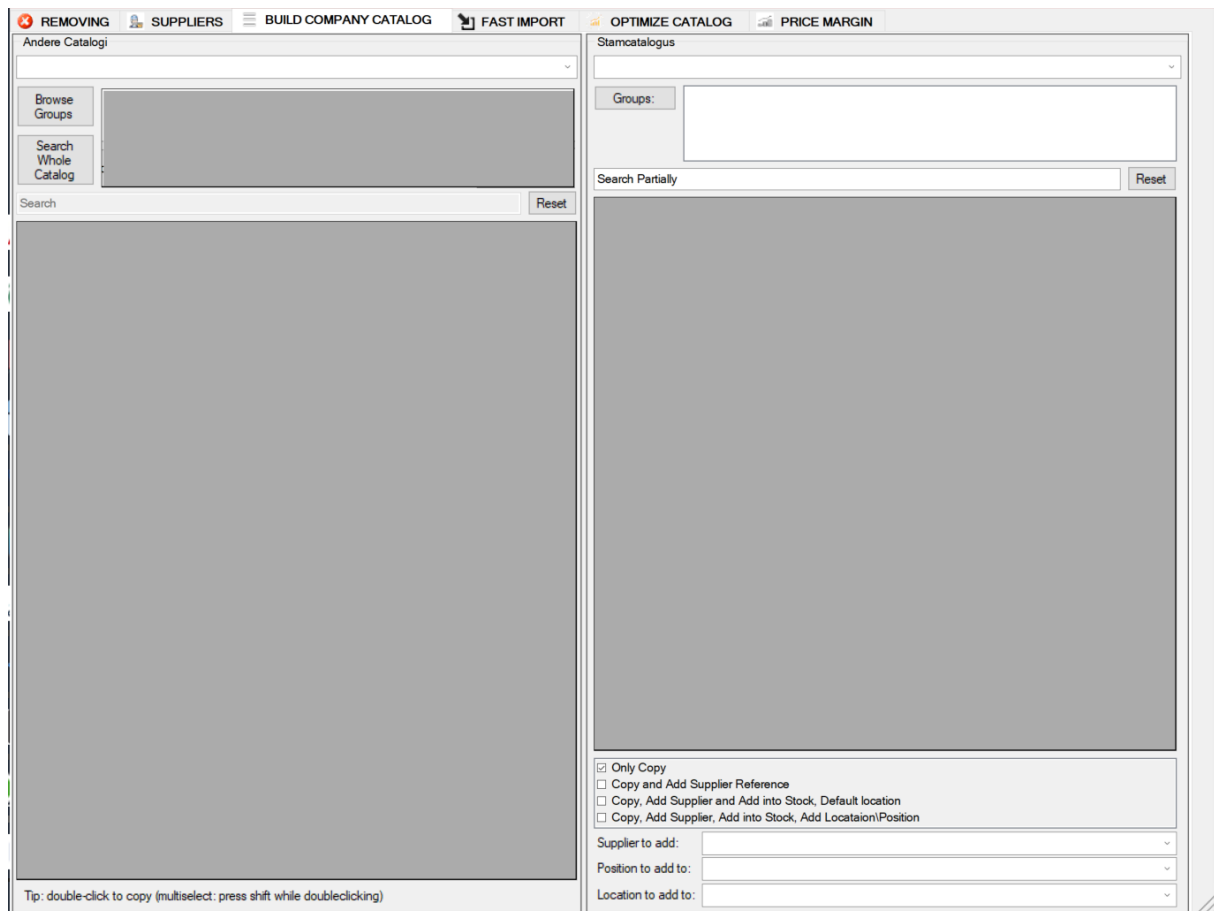 REMOVING SUPPLIERS BUILD COMPANY CATALOG FAST IMPORT OPTIMIZE CATALOG PRICE MARGIN
Andere Catalogi
Browse
Groups
Search
Whole
Catalog
Search Reset
Tip: double-click to copy (multiselect: press shift while doubleclicking)
Stamcatalogus
Groups:
Search Partially Reset
Only Copy
Copy and Add Supplier Reference
Copy, Add Supplier and Add into Stock, Default location
Copy, Add Supplier, Add into Stock, Add Locataion\Position
Supplier to add:
Position to add to:
Location to add to: